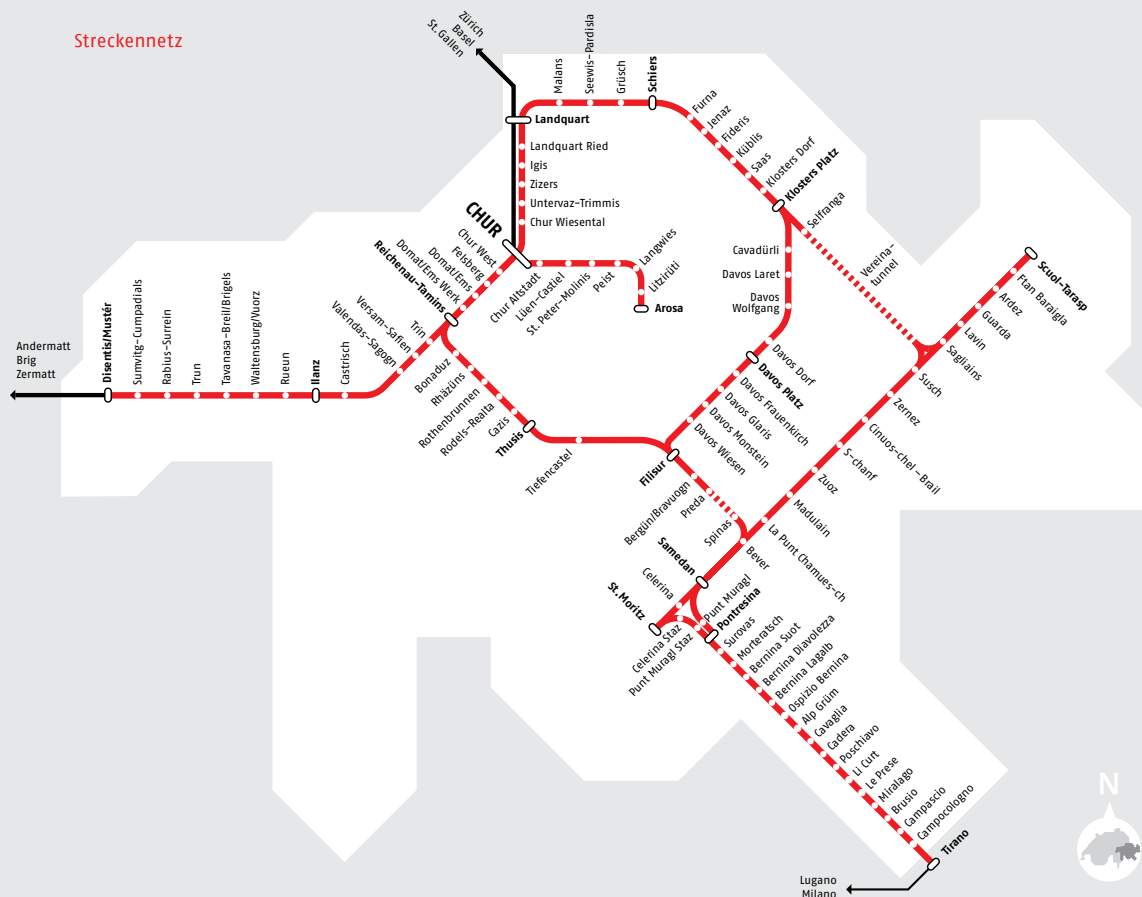 Streckennetz
Zürich
Basel
St. Gallen
Malans
Seewis-Pardisla
Grüsch
Schiers
Furna
Jenaz
Fideris
Küblis
Saas
Klosters Dorf
Klosters Platz
Selfranga
Vereina-
tunnel
Landquart
Landquart Ried
Igis
Zizers
Untervaz-Trimmis
Chur Wiesental
CHUR
Chur West
Felsberg
Domat/Ems
Domat/Ems Werk
Reichenau-Tamins
Trin
Versam-Safien
Valendas-Sagogn
Castrisch
Ilanz
Rueun
Waltensburg/Vuorz
Tavanasa-Breil/Brigels
Trun
Rabius-Surrein
Sumvitg-Cumpadials
Disentis/Mustér
Andermatt
Brig
Zermatt
Chur Altstadt
Lüen-Castiel
St. Peter-Molinis
Peist
Langwies
Litzirüti
Arosa
Cavadürli
Davos Laret
Davos
Wolfgang
Davos Dorf
Davos Platz
Davos Frauenkirch
Davos Glaris
Davos Monstein
Davos Wiesen
Filisur
Bonaduz
Rhäzüns
Rothenbrunnen
Rodels-Realta
Cazis
Thusis
Tiefencastel
Bergün/Bravuogn
Preda
Spinas
Bever
Samedan
Celerina
St. Moritz
Celerina Staz
Punt Muragl Staz
Punt Muragl
Pontresina
Scuol-Tarasp
Ftan Baraigla
Ardez
Guarda
Lavin
Sagliains
Susch
Zernez
Cinuos-chel – Brail
S-chanf
Zuoz
Madulain
La Punt Chamues-ch
Surovas
Morteratsch
Bernina Suot
Bernina Diavolezza
Bernina Lagalb
Ospizio Bernina
Alp Grüm
Cavaglia
Cadera
Poschiavo
Li Curt
Le Prese
Miralago
Brusio
Campascio
Campocologno
Tirano
Lugano
Milano
N